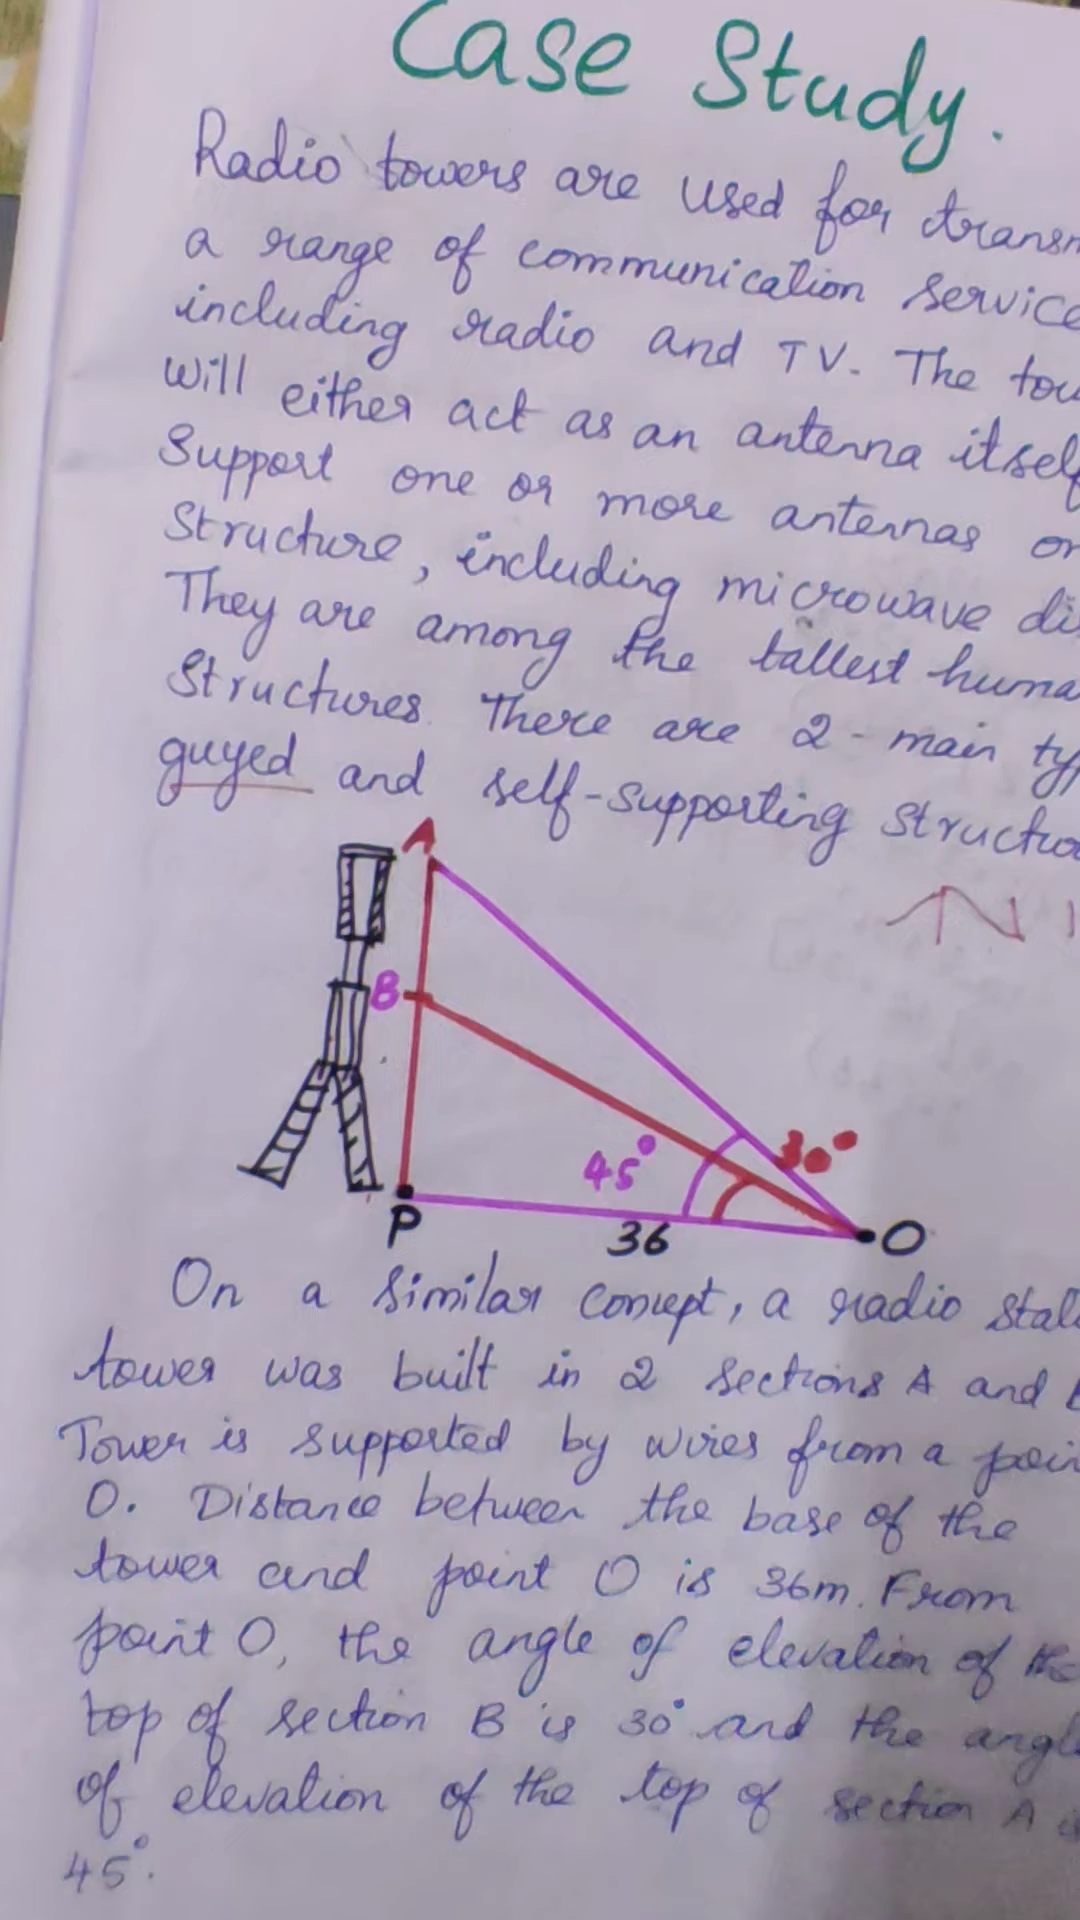 Case Study.
Radio towers are used for transm
a range of communication service
including radio and TV. The tow
will either act as an antenna itself
Support one or more antennas on
Structure, including microwave dis
They are among the tallest huma
Structures. There are 2-main typ
guyed and self-supporting structu
A
B
45°
30°
P
36
O
On a similar concept, a radio stat
tower was built in 2 sections A and B
Tower is supported by wires from a poin
O. Distance between the base of the
tower and point O is 36m. From
point O, the angle of elevation of the
top of section B is 30° and the angle
of elevation of the top of section A is
45°.